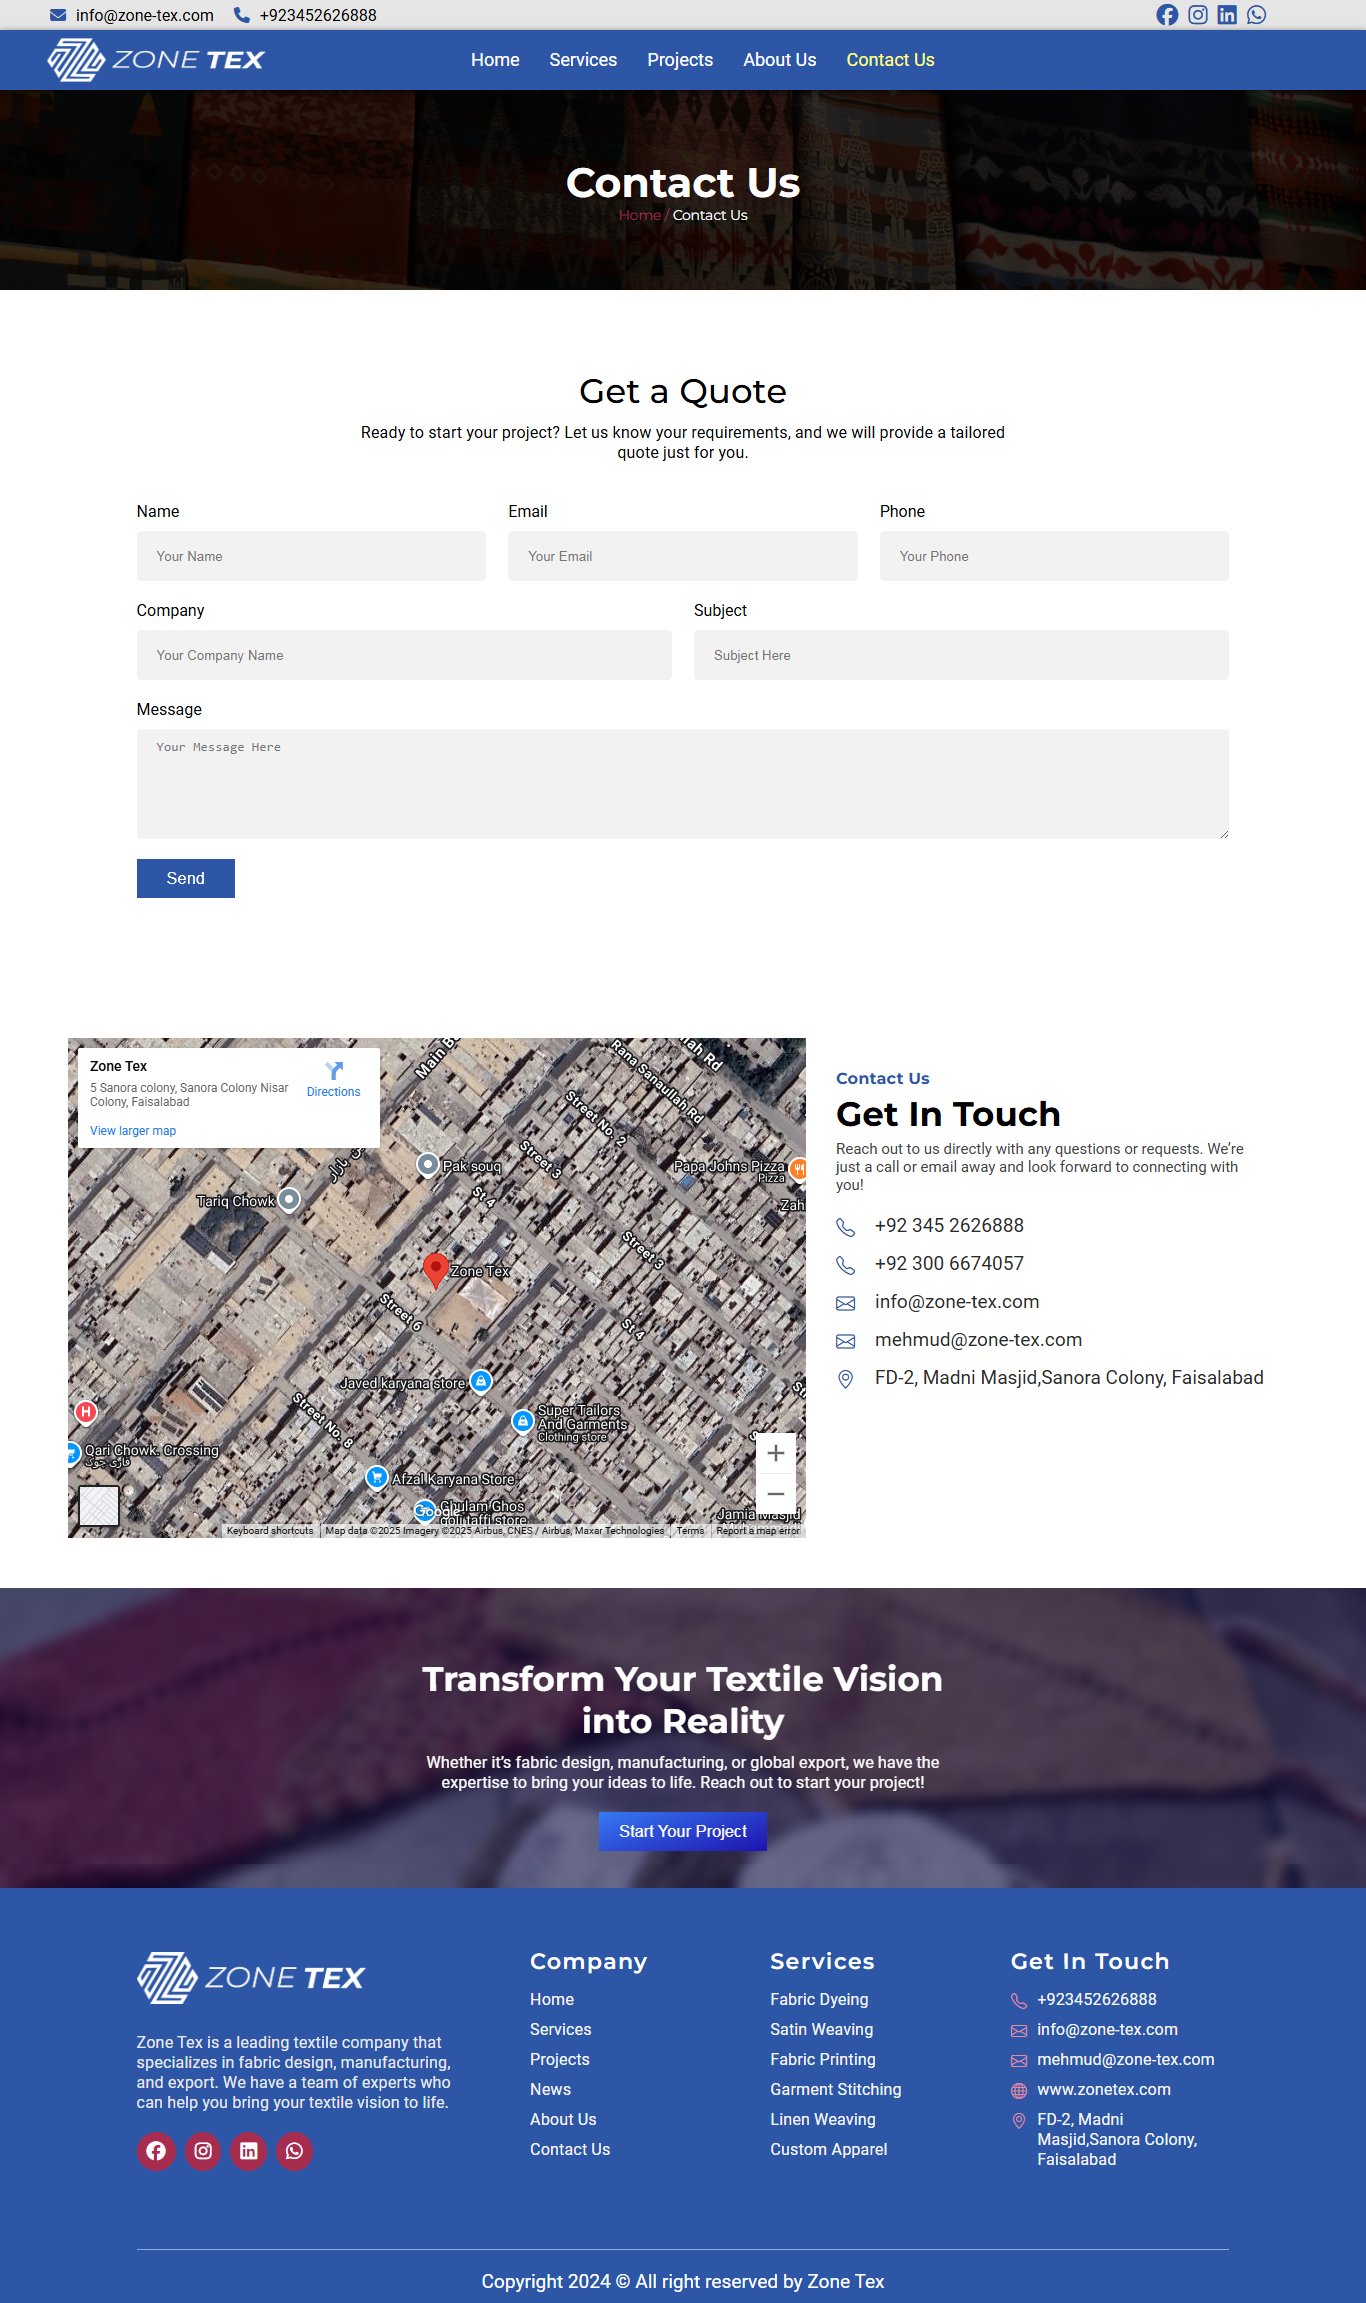 info@zone-tex.com
+923452626888
ZONE TEX
Home
Services
Projects
About Us
Contact Us
Contact Us
Home / Contact Us
Get a Quote
Ready to start your project? Let us know your requirements, and we will provide a tailored
quote just for you.
Name
Email
Phone
Your Name
Your Email
Your Phone
Company
Subject
Your Company Name
Subject Here
Message
Your Message Here
Send
Zone Tex
5 Sanora colony, Sanora Colony Nisar
Colony, Faisalabad
Directions
View larger map
Rana Sanaullah Rd
Street No. 2
Street 3
St 4
Pak souq
Papa Johns Pizza
Pizza
Tariq Chowk
Street 3
Zone Tex
Street 6
St 4
Javed karyana store
Super Tailors
And Garments
Clothing store
Street No. 8
H
Qari Chowk. Crossing
قاری چوک
Afzal Karyana Store
Ghulam Ghos
Google
Jamia Masjid
Keyboard shortcuts
Map data ©2025 Imagery ©2025 Airbus, CNES / Airbus, Maxar Technologies
Terms
Report a map error
Contact Us
Get In Touch
Reach out to us directly with any questions or requests. We’re
just a call or email away and look forward to connecting with
you!
+92 345 2626888
+92 300 6674057
info@zone-tex.com
mehmud@zone-tex.com
FD-2, Madni Masjid,Sanora Colony, Faisalabad
Transform Your Textile Vision
into Reality
Whether it’s fabric design, manufacturing, or global export, we have the
expertise to bring your ideas to life. Reach out to start your project!
Start Your Project
ZONE TEX
Zone Tex is a leading textile company that
specializes in fabric design, manufacturing,
and export. We have a team of experts who
can help you bring your textile vision to life.
Company
Home
Services
Projects
News
About Us
Contact Us
Services
Fabric Dyeing
Satin Weaving
Fabric Printing
Garment Stitching
Linen Weaving
Custom Apparel
Get In Touch
+923452626888
info@zone-tex.com
mehmud@zone-tex.com
www.zonetex.com
FD-2, Madni
Masjid,Sanora Colony,
Faisalabad
Copyright 2024 © All right reserved by Zone Tex